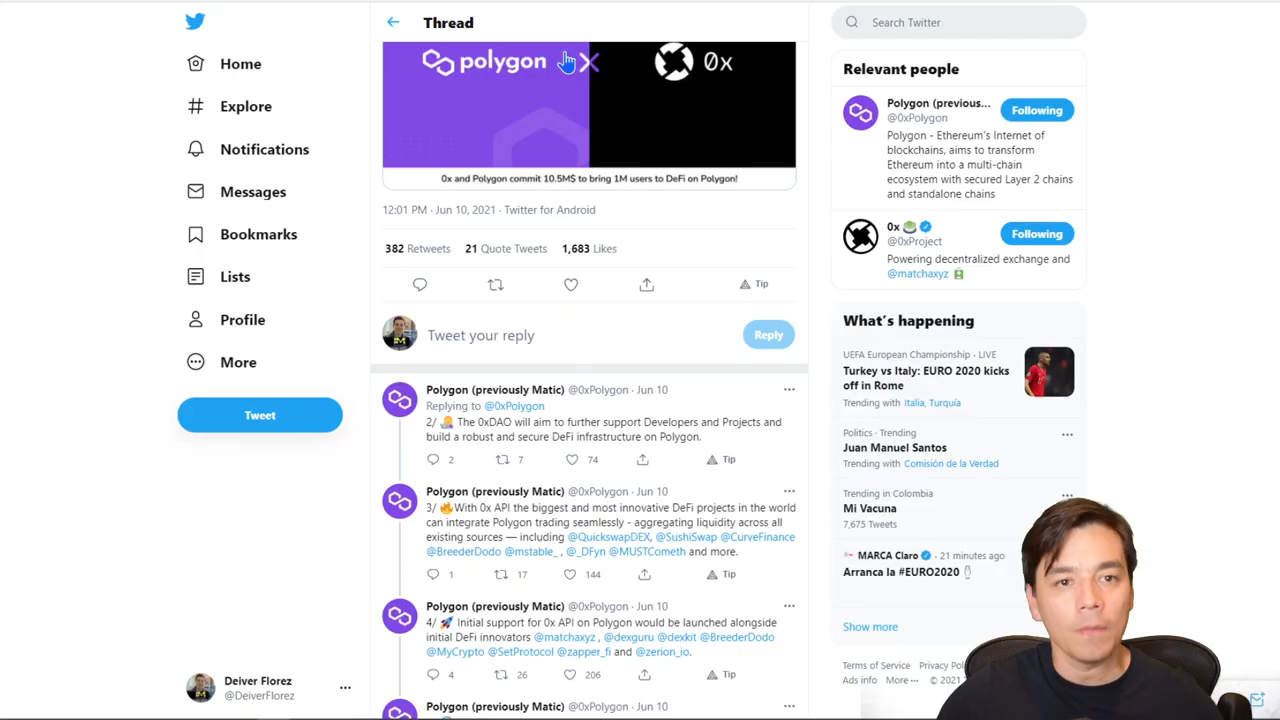 Home
Explore
Notifications
Messages
Bookmarks
Lists
Profile
More
Tweet
Deiver Florez
@DeiverFlorez
Thread
polygon
0x
0x and Polygon commit 10.5M$ to bring 1M users to DeFi on Polygon!
12:01 PM · Jun 10, 2021 · Twitter for Android
382 Retweets 21 Quote Tweets 1,683 Likes
Tip
Tweet your reply
Reply
Polygon (previously Matic) @0xPolygon · Jun 10
Replying to @0xPolygon
2/ The 0xDAO will aim to further support Developers and Projects and
build a robust and secure DeFi infrastructure on Polygon.
2 7 74 Tip
Polygon (previously Matic) @0xPolygon · Jun 10
3/ 🔥With 0x API the biggest and most innovative DeFi projects in the world
can integrate Polygon trading seamlessly - aggregating liquidity across all
existing sources — including @QuickswapDEX, @SushiSwap @CurveFinance
@BreederDodo @mstable_ , @_DFyn @MUSTCometh and more.
1 17 144 Tip
Polygon (previously Matic) @0xPolygon · Jun 10
4/ 🚀 Initial support for 0x API on Polygon would be launched alongside
initial DeFi innovators @matchaxyz , @dexguru @dexkit @BreederDodo
@MyCrypto @SetProtocol @zapper_fi and @zerion_io.
4 26 206 Tip
Polygon (previously Matic) @0xPolygon · Jun 10
Search Twitter
Relevant people
Polygon (previous...
@0xPolygon
Following
Polygon - Ethereum's Internet of
blockchains, aims to transform
Ethereum into a multi-chain
ecosystem with secured Layer 2 chains
and standalone chains
0x 🍵
@0xProject
Following
Powering decentralized exchange and
@matchaxyz
What's happening
UEFA European Championship · LIVE
Turkey vs Italy: EURO 2020 kicks
off in Rome
Trending with Italia, Turquía
Politics · Trending
Juan Manuel Santos
Trending with Comisión de la Verdad
Trending in Colombia
Mi Vacuna
7,675 Tweets
MARCA Claro · 21 minutes ago
Arranca la #EURO2020
Show more
Terms of Service Privacy
Ads info More ··· © 2021